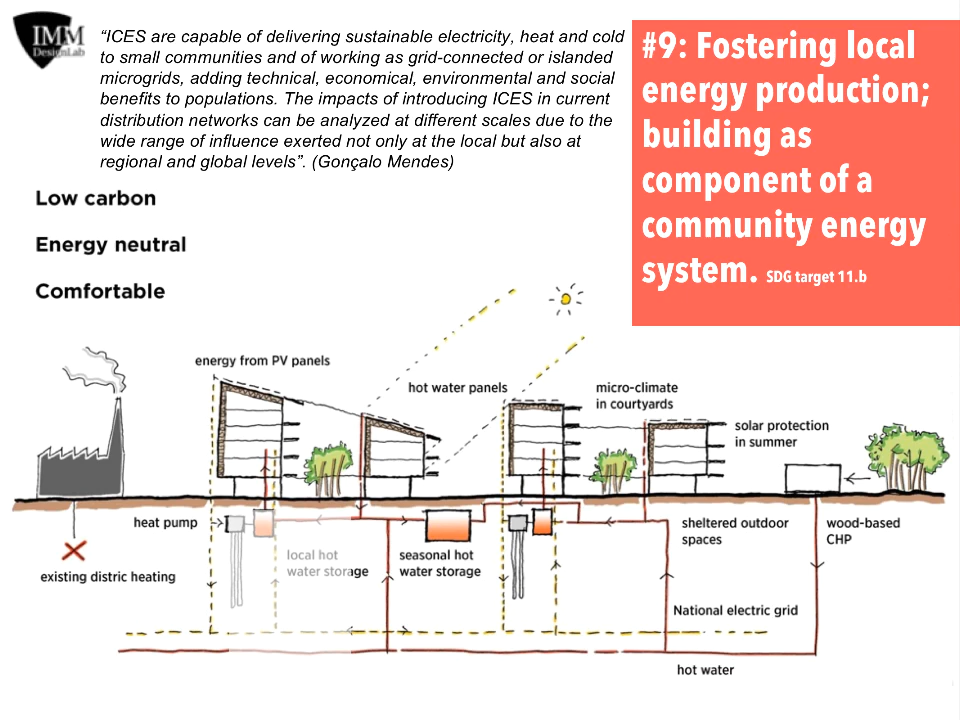 IMM
DesignLab
“ICES are capable of delivering sustainable electricity, heat and cold
to small communities and of working as grid-connected or islanded
microgrids, adding technical, economical, environmental and social
benefits to populations. The impacts of introducing ICES in current
distribution networks can be analyzed at different scales due to the
wide range of influence exerted not only at the local but also at
regional and global levels”. (Gonçalo Mendes)
#9: Fostering local
energy production;
building as
component of a
community energy
system. SDG target 11.b
Low carbon
Energy neutral
Comfortable
energy from PV panels
hot water panels
micro-climate
in courtyards
solar protection
in summer
heat pump
existing distric heating
local hot
water storage
seasonal hot
water storage
sheltered outdoor
spaces
wood-based
CHP
National electric grid
hot water